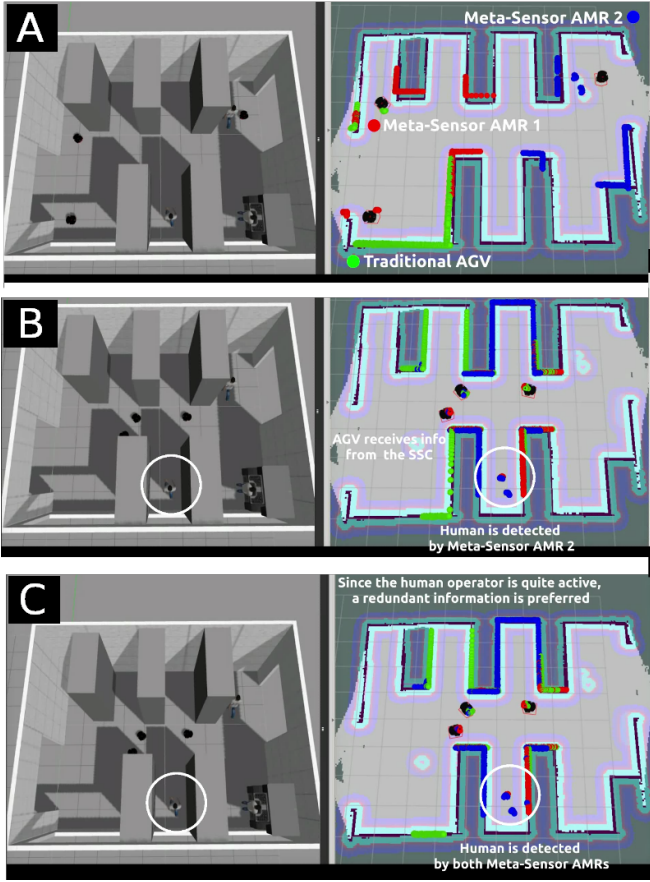 A
Meta-Sensor AMR 2
Meta-Sensor AMR 1
Traditional AGV
B
AGV receives info
from the SSC
Human is detected
by Meta-Sensor AMR 2
C
Since the human operator is quite active,
a redundant information is preferred
Human is detected
by both Meta-Sensor AMRs